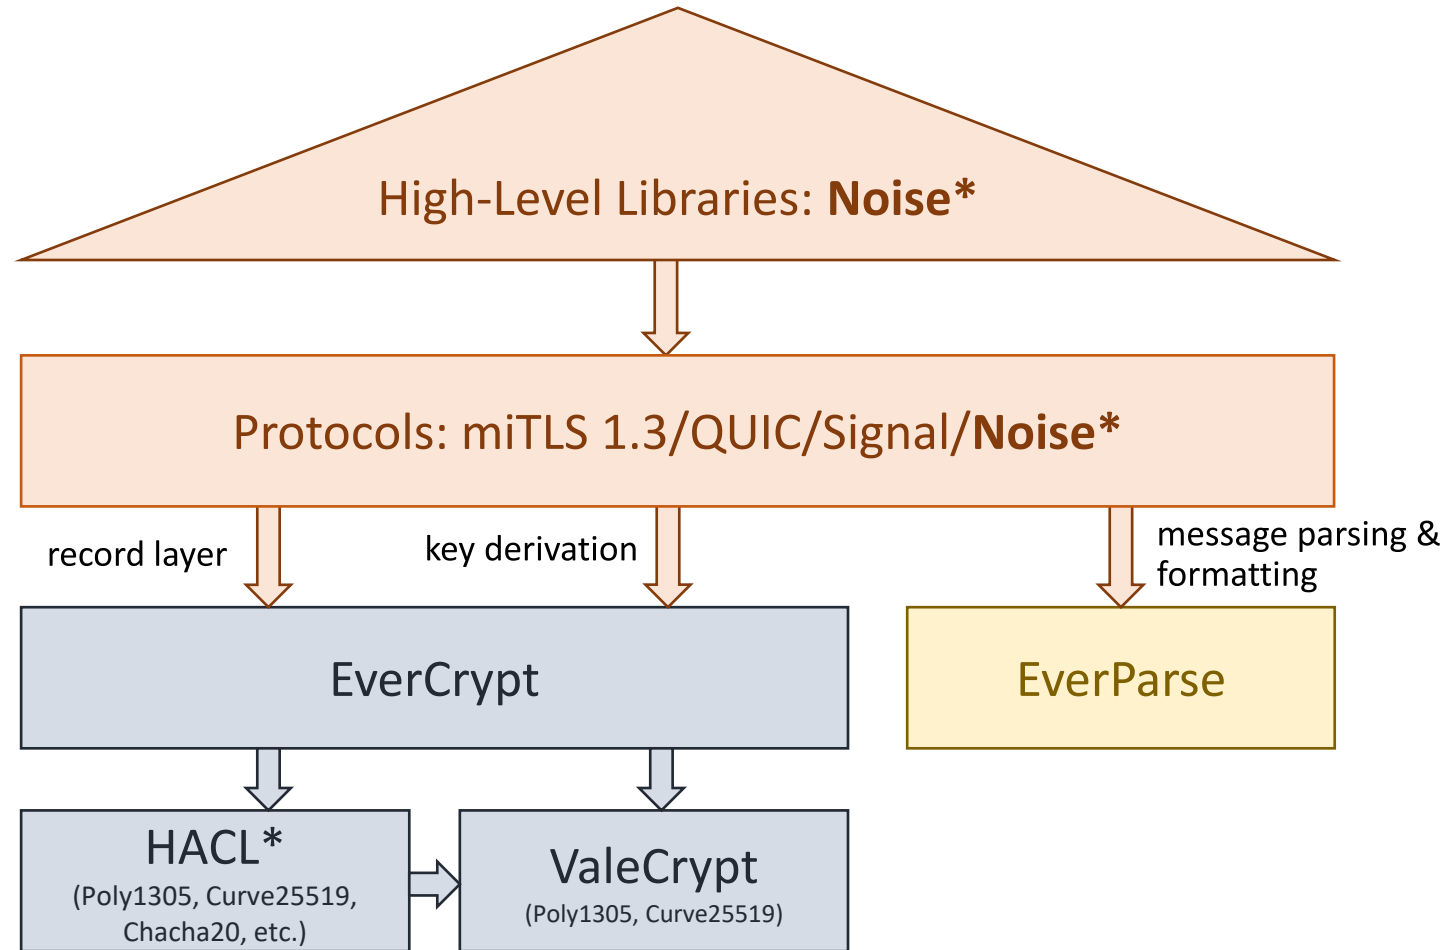 High-Level Libraries: Noise*
Protocols: miTLS 1.3/QUIC/Signal/Noise*
record layer
key derivation
message parsing &
formatting
EverCrypt
EverParse
HACL*
(Poly1305, Curve25519,
Chacha20, etc.)
ValeCrypt
(Poly1305, Curve25519)